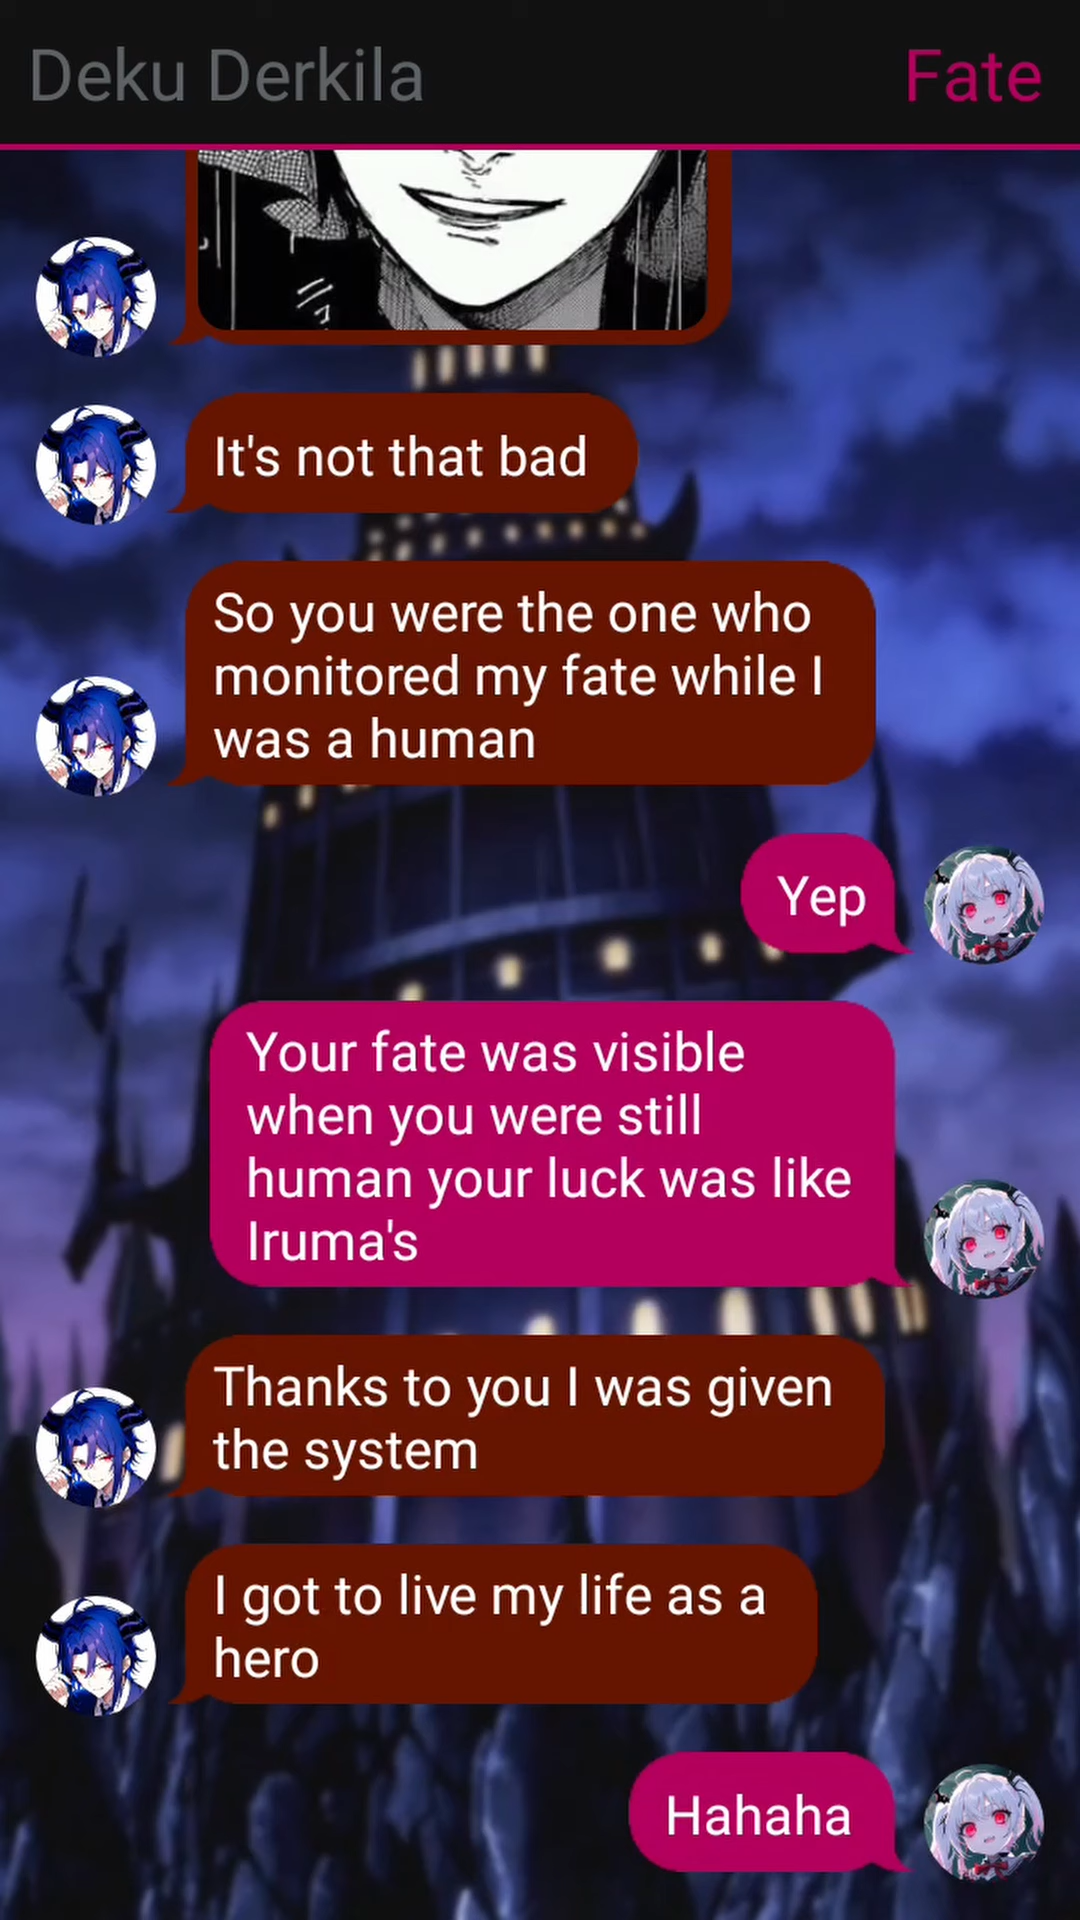 Deku Derkila
Fate
It's not that bad
So you were the one who
monitored my fate while I
was a human
Yep
Your fate was visible
when you were still
human your luck was like
Iruma's
Thanks to you I was given
the system
I got to live my life as a
hero
Hahaha